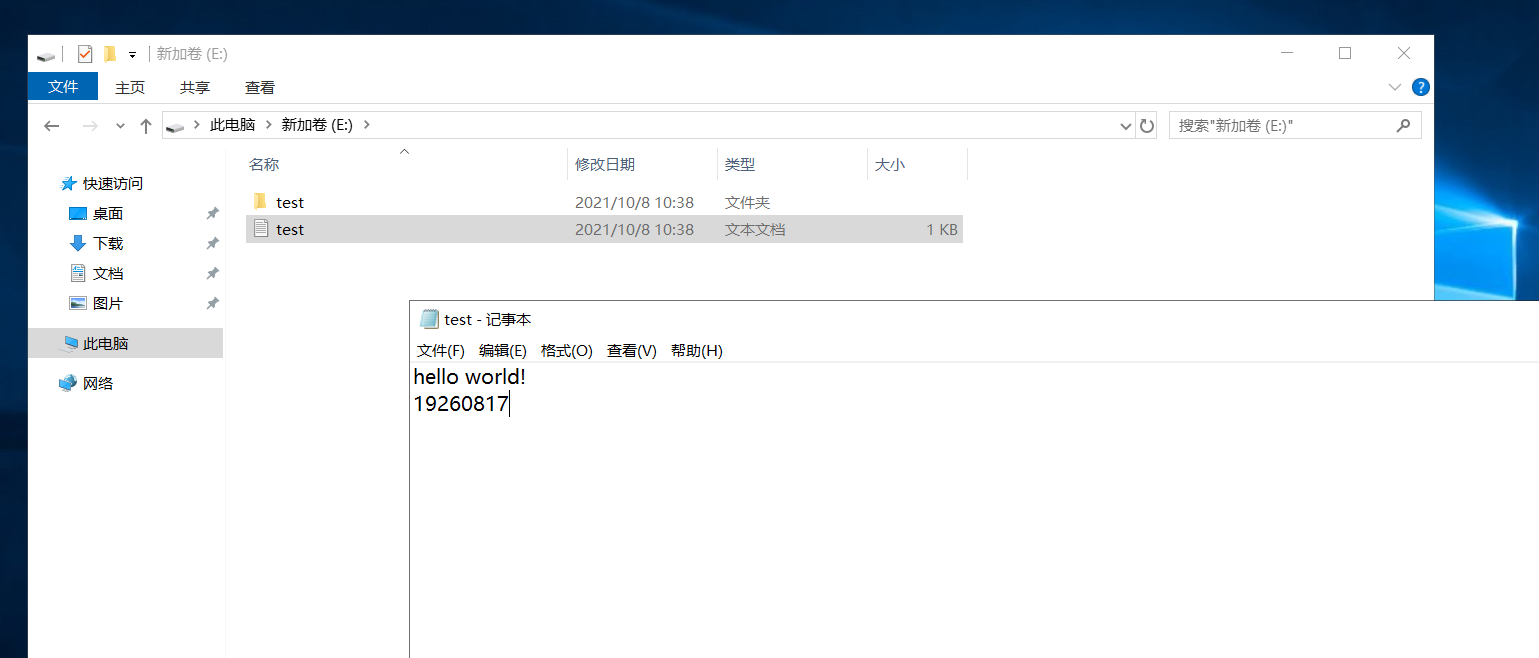 新加卷 (E:)
文件 主页 共享 查看
此电脑 新加卷 (E:) 搜索"新加卷 (E:)"
名称 修改日期 类型 大小
快速访问
桌面
下载
文档
图片
此电脑
网络
test 2021/10/8 10:38 文件夹
test 2021/10/8 10:38 文本文档 1 KB
test - 记事本
文件(F) 编辑(E) 格式(O) 查看(V) 帮助(H)
hello world!
19260817